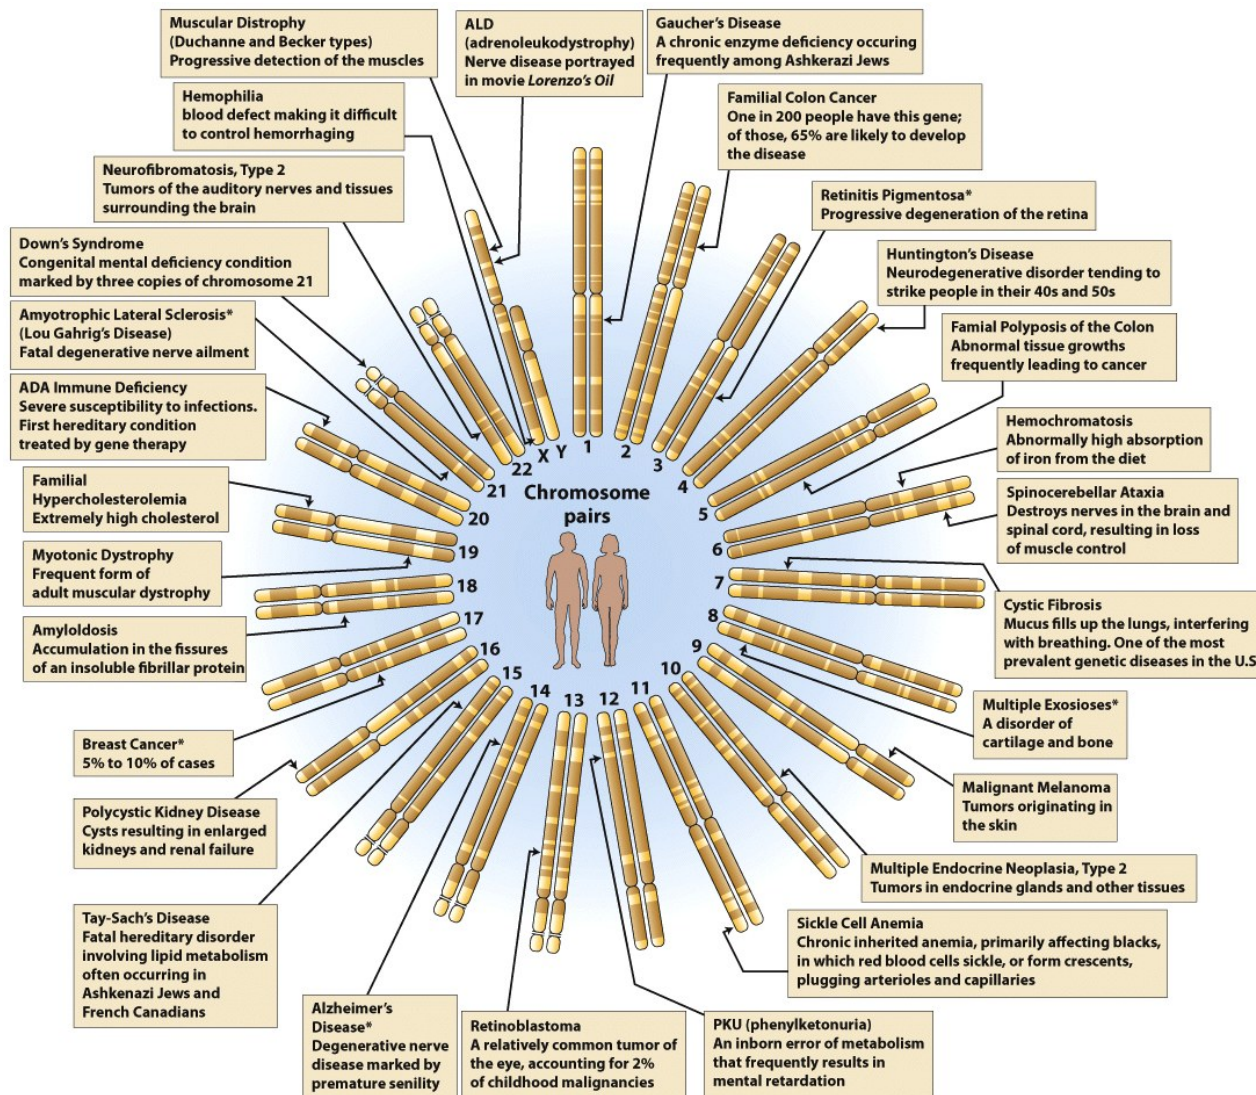 Muscular Distrophy
(Duchanne and Becker types)
Progressive detection of the muscles
ALD
(adrenoleukodystrophy)
Nerve disease portrayed
in movie Lorenzo's Oil
Gaucher's Disease
A chronic enzyme deficiency occuring
frequently among Ashkerazi Jews
Hemophilia
blood defect making it difficult
to control hemorrhaging
Familial Colon Cancer
One in 200 people have this gene;
of those, 65% are likely to develop
the disease
Neurofibromatosis, Type 2
Tumors of the auditory nerves and tissues
surrounding the brain
Retinitis Pigmentosa*
Progressive degeneration of the retina
Down's Syndrome
Congenital mental deficiency condition
marked by three copies of chromosome 21
Huntington's Disease
Neurodegenerative disorder tending to
strike people in their 40s and 50s
Amyotrophic Lateral Sclerosis*
(Lou Gahrig's Disease)
Fatal degenerative nerve ailment
Famial Polyposis of the Colon
Abnormal tissue growths
frequently leading to cancer
ADA Immune Deficiency
Severe susceptibility to infections.
First hereditary condition
treated by gene therapy
Hemochromatosis
Abnormally high absorption
of iron from the diet
Familial
Hypercholesterolemia
Extremely high cholesterol
Spinocerebellar Ataxia
Destroys nerves in the brain and
spinal cord, resulting in loss
of muscle control
Myotonic Dystrophy
Frequent form of
adult muscular dystrophy
Cystic Fibrosis
Mucus fills up the lungs, interfering
with breathing. One of the most
prevalent genetic diseases in the U.S
Amyloldosis
Accumulation in the fissures
of an insoluble fibrillar protein
Multiple Exosioses*
A disorder of
cartilage and bone
Breast Cancer*
5% to 10% of cases
Malignant Melanoma
Tumors originating in
the skin
Polycystic Kidney Disease
Cysts resulting in enlarged
kidneys and renal failure
Multiple Endocrine Neoplasia, Type 2
Tumors in endocrine glands and other tissues
Tay-Sach's Disease
Fatal hereditary disorder
involving lipid metabolism
often occurring in
Ashkenazi Jews and
French Canadians
Sickle Cell Anemia
Chronic inherited anemia, primarily affecting blacks,
in which red blood cells sickle, or form crescents,
plugging arterioles and capillaries
Alzheimer's
Disease*
Degenerative nerve
disease marked by
premature senility
Retinoblastoma
A relatively common tumor of
the eye, accounting for 2%
of childhood malignancies
PKU (phenylketonuria)
An inborn error of metabolism
that frequently results in
mental retardation
Chromosome
pairs
1
2
3
4
5
6
7
8
9
10
11
12
13
14
15
16
17
18
19
20
21
22
X Y